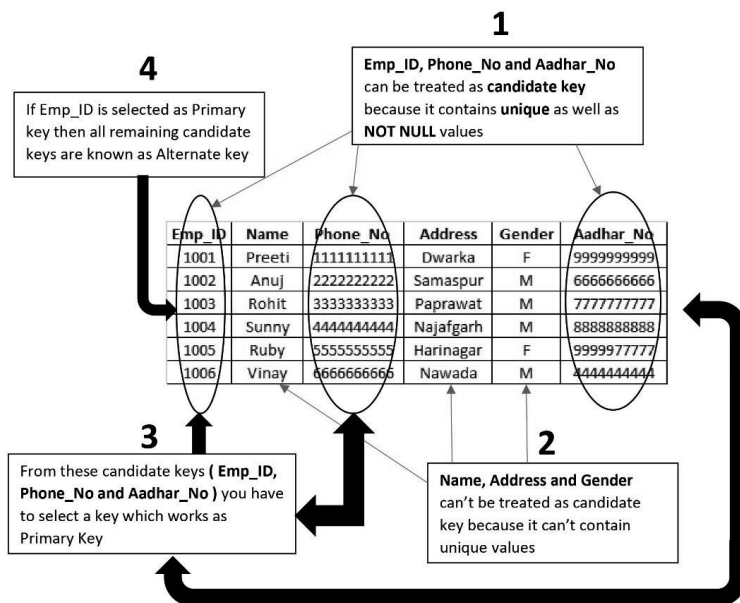 1
Emp_ID, Phone_No and Aadhar_No
can be treated as candidate key
because it contains unique as well as
NOT NULL values
4
If Emp_ID is selected as Primary
key then all remaining candidate
keys are known as Alternate key
Emp_ID Name Phone_No Address Gender Aadhar_No
1001 Preeti 1111111111 Dwarka F 9999999999
1002 Anuj 2222222222 Samaspur M 6666666666
1003 Rohit 3333333333 Paprawat M 7777777777
1004 Sunny 4444444444 Najafgarh M 8888888888
1005 Ruby 5555555555 Harinagar F 9999977777
1006 Vinay 6666666666 Nawada M 4444444444
3
From these candidate keys ( Emp_ID,
Phone_No and Aadhar_No ) you have
to select a key which works as
Primary Key
2
Name, Address and Gender
can't be treated as candidate
key because it can't contain
unique values